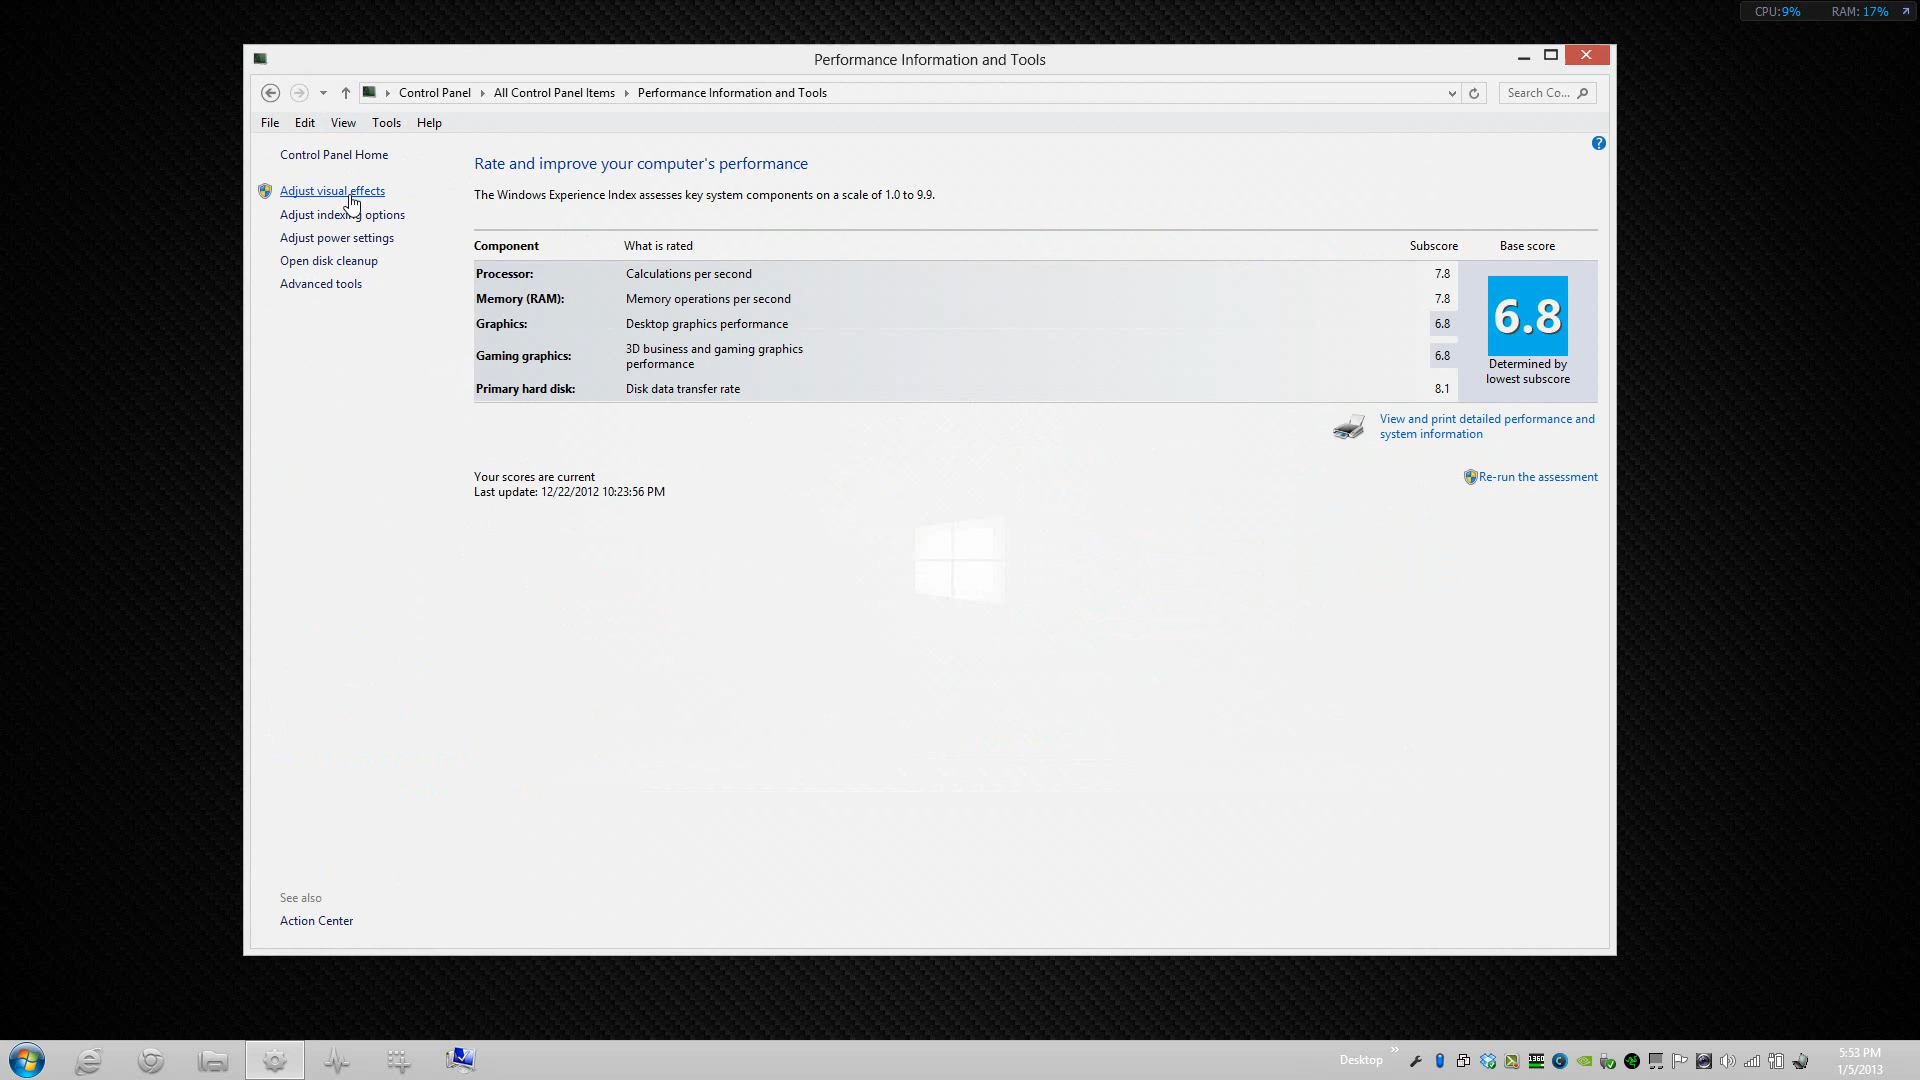 CPU:9% RAM: 17%
Performance Information and Tools
Control Panel All Control Panel Items Performance Information and Tools Search Co...
File Edit View Tools Help
Control Panel Home
Adjust visual effects
Adjust indexing options
Adjust power settings
Open disk cleanup
Advanced tools
Rate and improve your computer's performance
The Windows Experience Index assesses key system components on a scale of 1.0 to 9.9.
Component What is rated Subscore Base score
Processor: Calculations per second 7.8
Memory (RAM): Memory operations per second 7.8
Graphics: Desktop graphics performance 6.8
Gaming graphics: 3D business and gaming graphics
performance 6.8
Primary hard disk: Disk data transfer rate 8.1
6.8
Determined by
lowest subscore
View and print detailed performance and
system information
Your scores are current
Last update: 12/22/2012 10:23:56 PM
Re-run the assessment
See also
Action Center
Desktop
1360
5:53 PM
1/5/2013